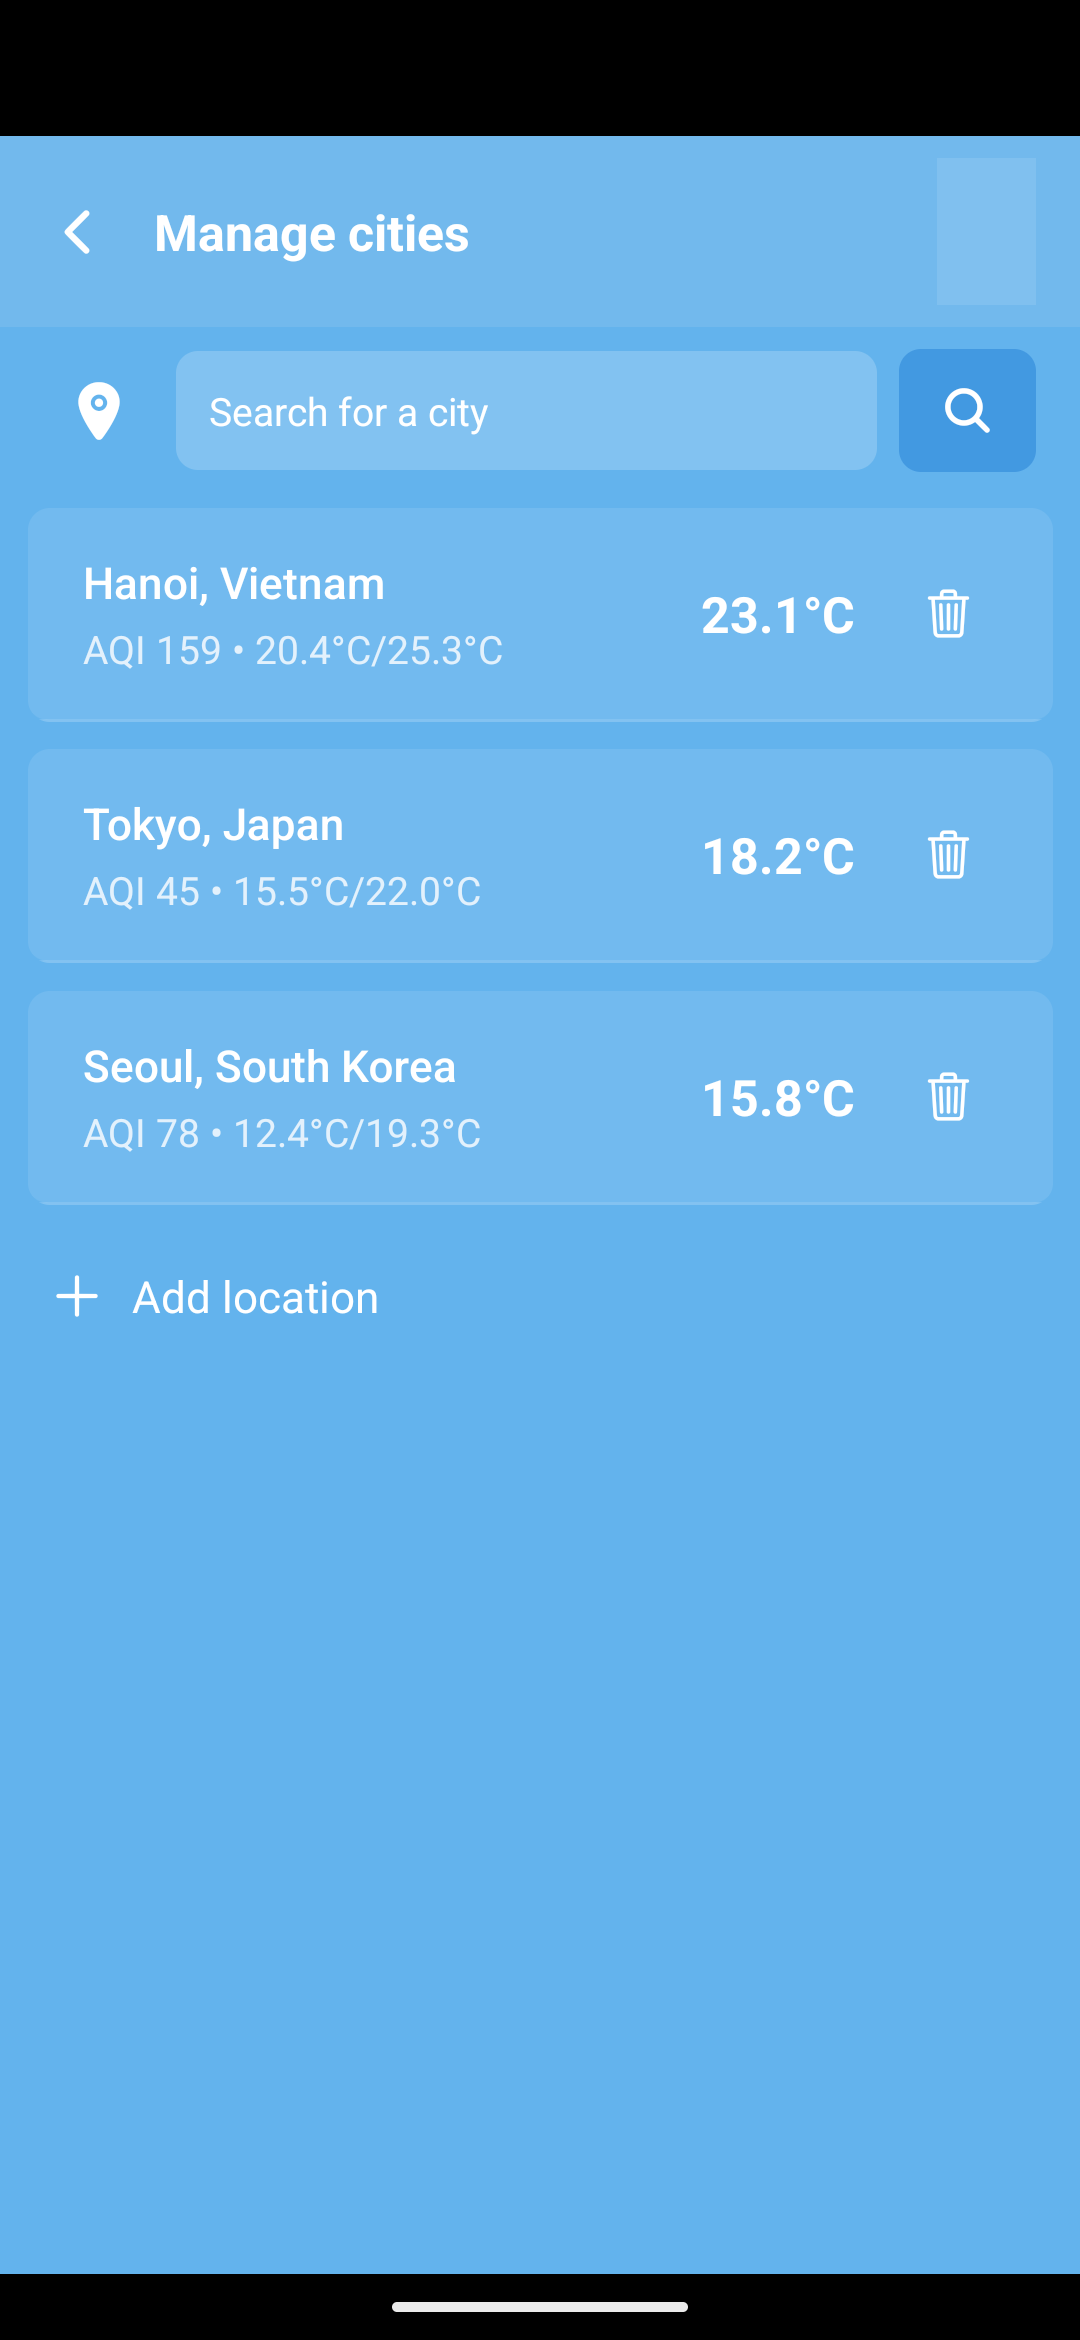 Manage cities
Search for a city
Hanoi, Vietnam
AQI 159 • 20.4°C/25.3°C
23.1°C
Tokyo, Japan
AQI 45 • 15.5°C/22.0°C
18.2°C
Seoul, South Korea
AQI 78 • 12.4°C/19.3°C
15.8°C
Add location